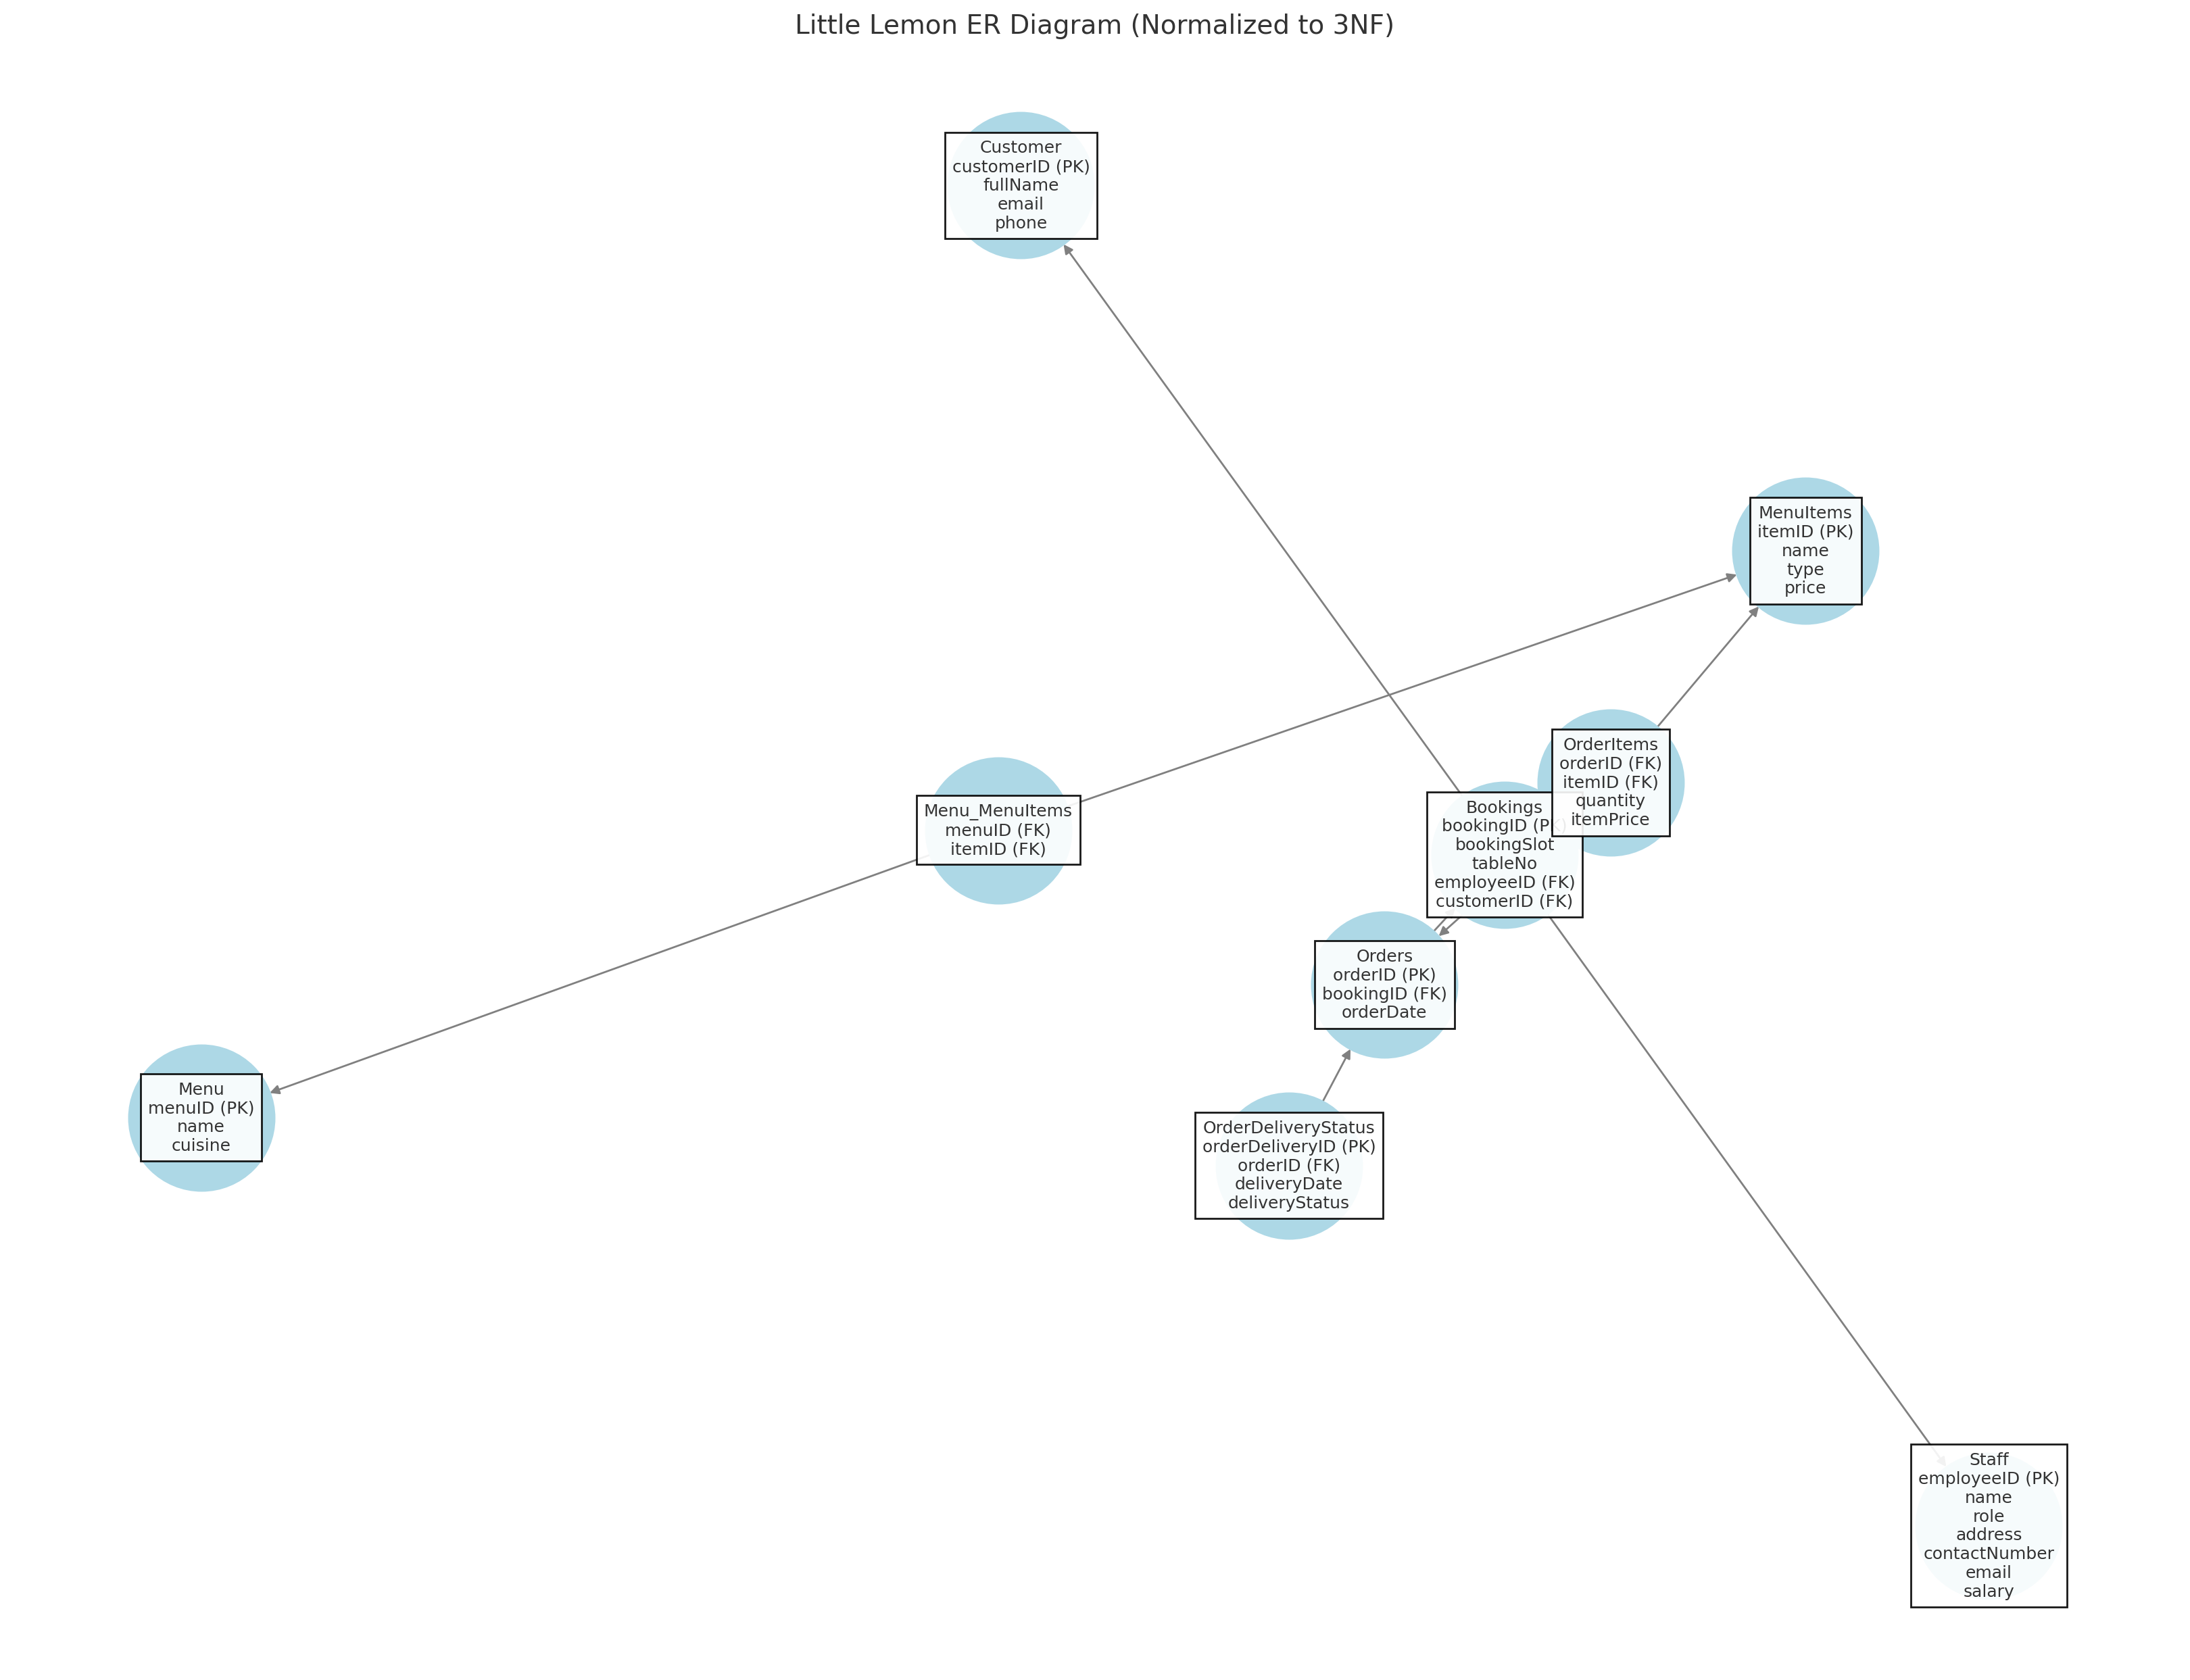 Little Lemon ER Diagram (Normalized to 3NF)
Customer
customerID (PK)
fullName
email
phone
MenuItems
itemID (PK)
name
type
price
OrderItems
orderID (FK)
itemID (FK)
quantity
itemPrice
Menu_MenuItems
menuID (FK)
itemID (FK)
Bookings
bookingID (PK)
bookingSlot
tableNo
employeeID (FK)
customerID (FK)
Orders
orderID (PK)
bookingID (FK)
orderDate
Menu
menuID (PK)
name
cuisine
OrderDeliveryStatus
orderDeliveryID (PK)
orderID (FK)
deliveryDate
deliveryStatus
Staff
employeeID (PK)
name
role
address
contactNumber
email
salary